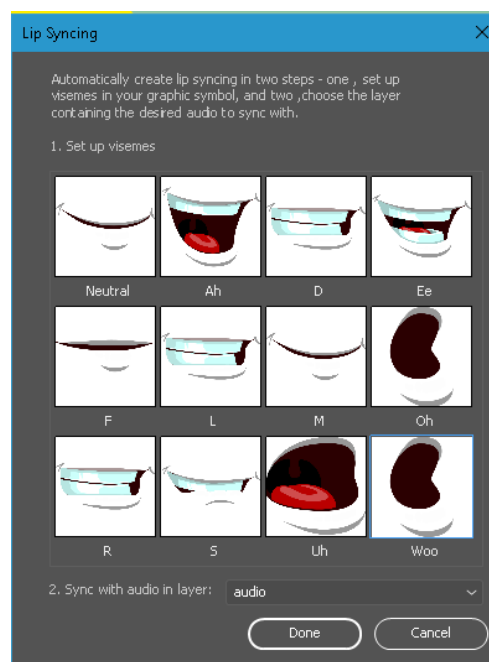 Lip Syncing
Automatically create lip syncing in two steps - one , set up
visemes in your graphic symbol, and two ,choose the layer
containing the desired audio to sync with.
1. Set up visemes
Neutral Ah D Ee
F L M Oh
R S Uh Woo
2. Sync with audio in layer: audio
Done Cancel